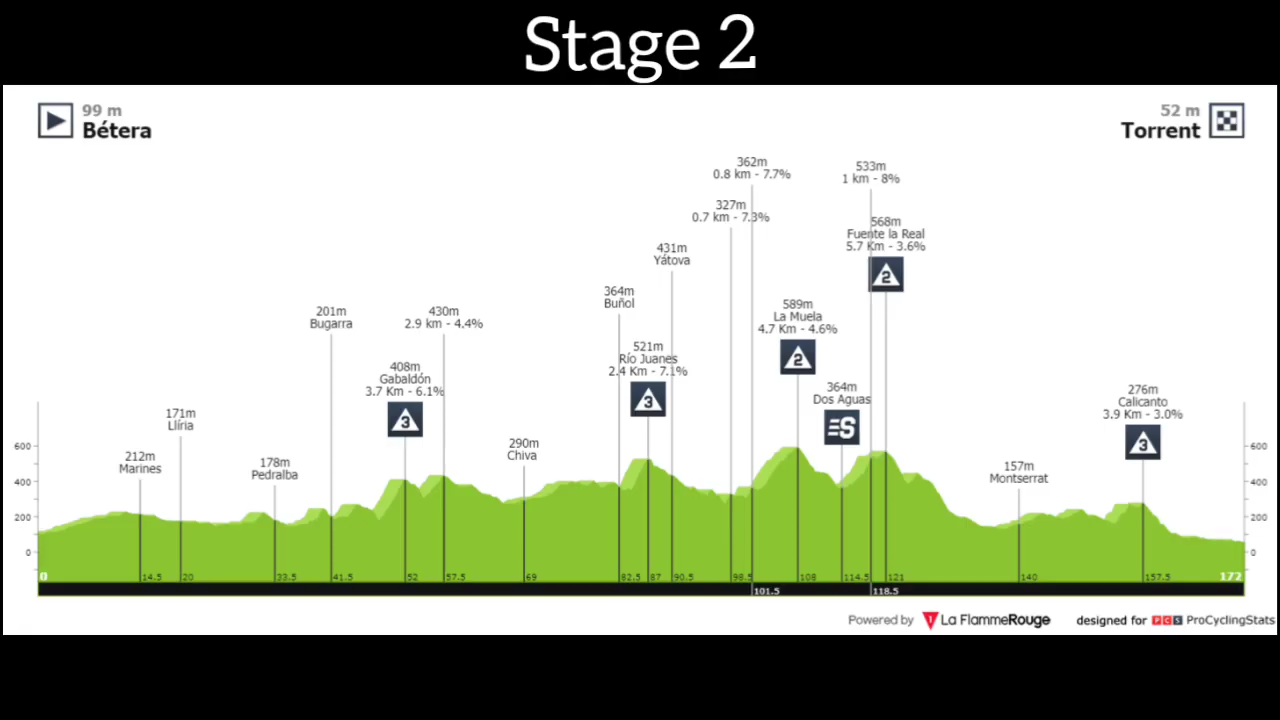 Stage 2
99 m
Bétera
52 m
Torrent
212m
Marines
171m
Llíria
178m
Pedralba
201m
Bugarra
408m
Gabaldón
3.7 Km - 6.1%
3
430m
2.9 km - 4.4%
290m
Chiva
364m
Buñol
521m
Río Juanes
2.4 Km - 7.1%
3
431m
Yátova
327m
0.7 km - 7.3%
362m
0.8 km - 7.7%
589m
La Muela
4.7 Km - 4.6%
2
364m
Dos Aguas
S
533m
1 km - 8%
568m
Fuente la Real
5.7 Km - 3.6%
2
157m
Montserrat
276m
Calicanto
3.9 Km - 3.0%
3
600 600
400 400
200 200
0 0
0 14.5 20 33.5 41.5 52 57.5 69 82.5 87 90.5 98.5 108 114.5 121 140 157.5 172
101.5 118.5
Powered by La FlammeRouge designed for PCS ProCyclingStats